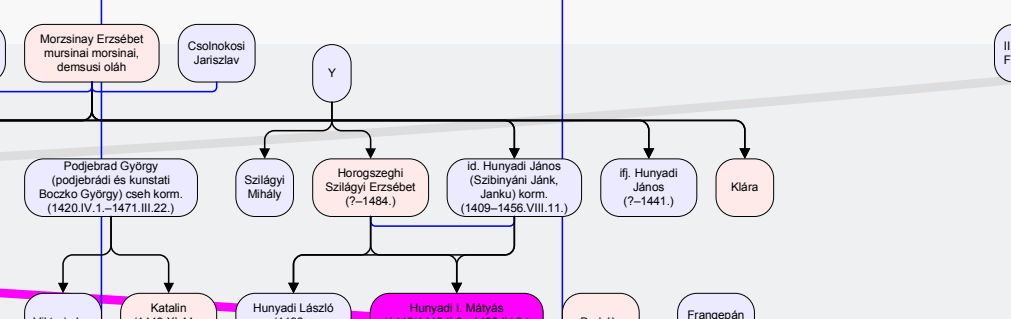 Morzsinay Erzsébet
mursinai morsinai,
demsusi oláh
Csolnokosi
Jariszlav
Y
II
F
Podjebrad György
(podjebrádi és kunstati
Boczko György) cseh korm.
(1420.IV.1.–1471.III.22.)
Szilágyi
Mihály
Horogszeghi
Szilágyi Erzsébet
(?–1484.)
id. Hunyadi János
(Szibinyáni Jánk,
Janku) korm.
(1409–1456.VIII.11.)
ifj. Hunyadi
János
(?–1441.)
Klára
Katalin
Hunyadi László
Hunyadi I. Mátyás
Frangepán